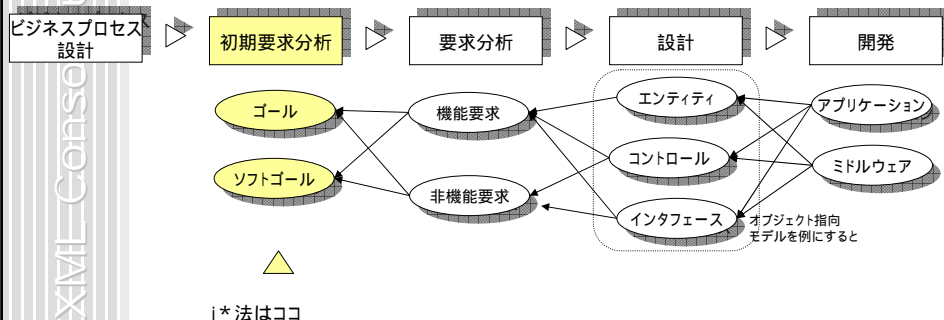 ビジネスプロセス
設計
初期要求分析
要求分析
設計
開発
ゴール
ソフトゴール
機能要求
非機能要求
エンティティ
コントロール
インタフェース
アプリケーション
ミドルウェア
オブジェクト指向
モデルを例にすると
i*法はココ
XMI Conso